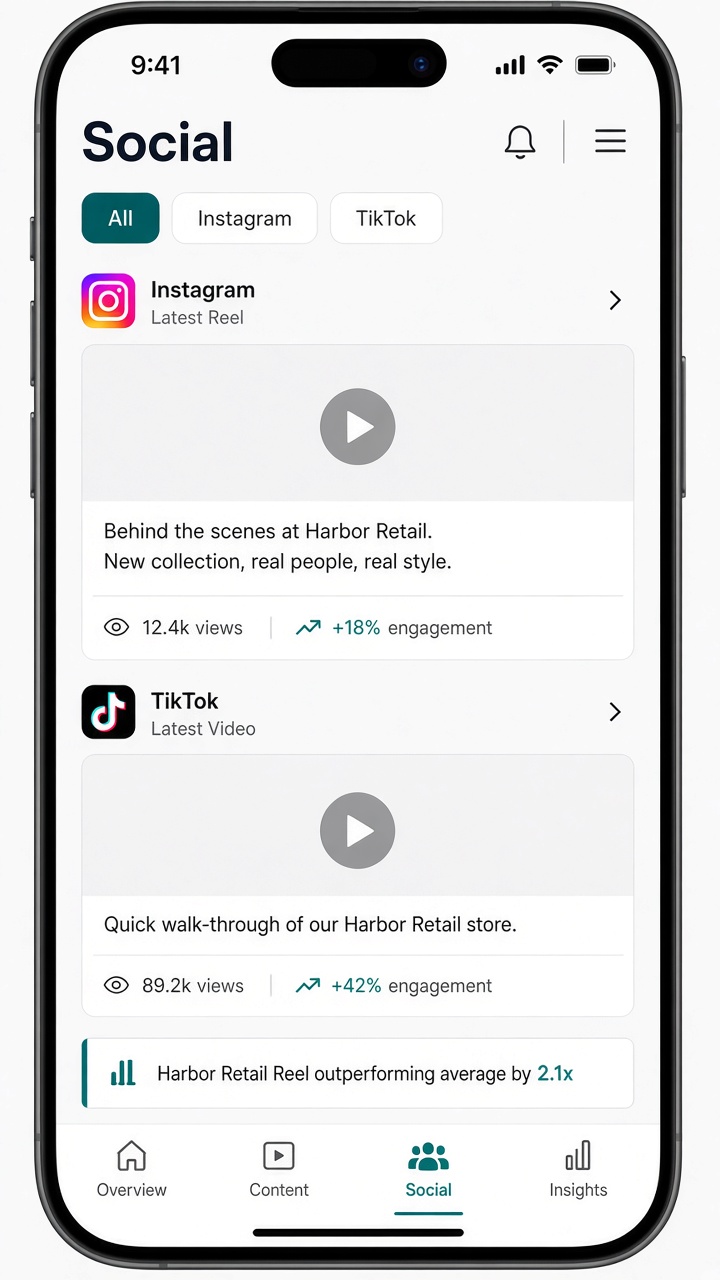 9:41
Social
All
Instagram
TikTok
Instagram
Latest Reel
Behind the scenes at Harbor Retail.
New collection, real people, real style.
12.4k views
+18% engagement
TikTok
Latest Video
Quick walk-through of our Harbor Retail store.
89.2k views
+42% engagement
Harbor Retail Reel outperforming average by 2.1x
Overview
Content
Social
Insights